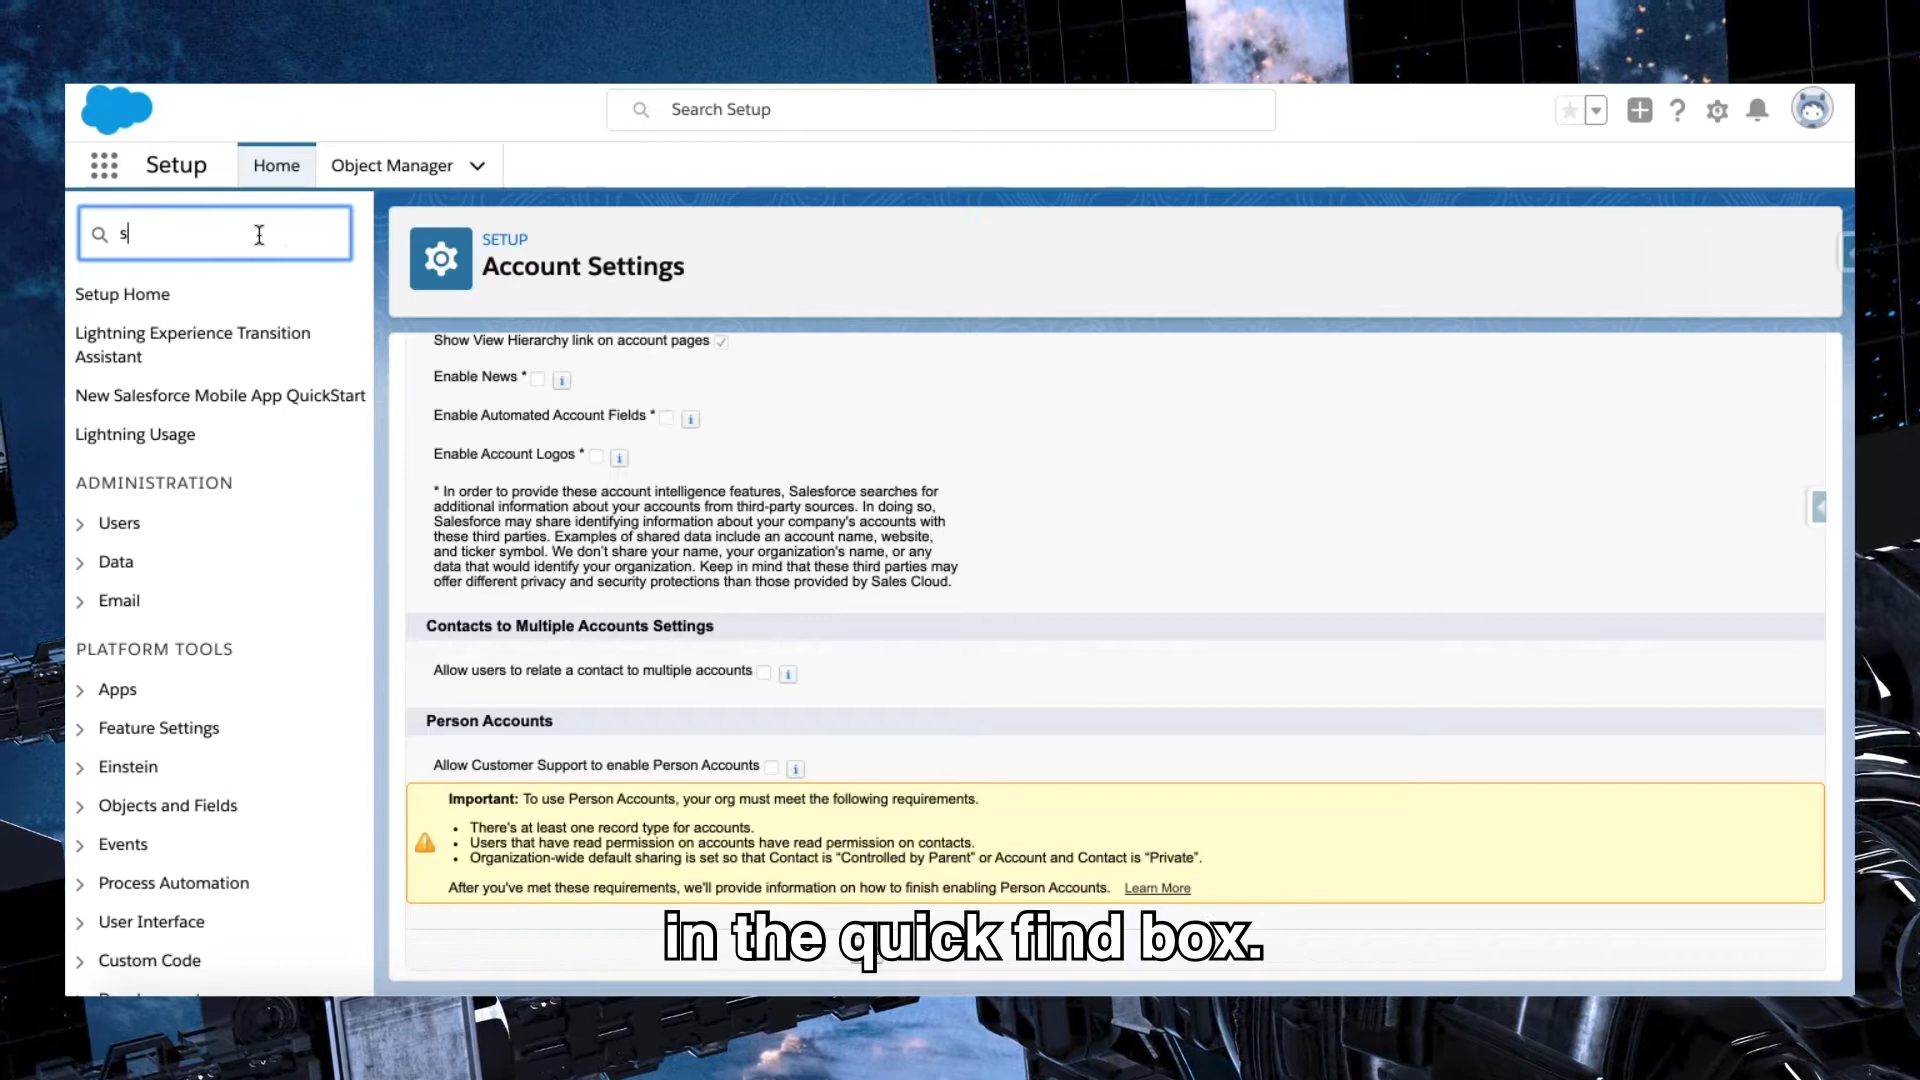 Search Setup
Setup
Home
Object Manager
s
Setup Home
Lightning Experience Transition
Assistant
New Salesforce Mobile App QuickStart
Lightning Usage
ADMINISTRATION
Users
Data
Email
PLATFORM TOOLS
Apps
Feature Settings
Einstein
Objects and Fields
Events
Process Automation
User Interface
Custom Code
SETUP
Account Settings
Show View Hierarchy link on account pages
Enable News *
Enable Automated Account Fields *
Enable Account Logos *
* In order to provide these account intelligence features, Salesforce searches for
additional information about your accounts from third-party sources. In doing so,
Salesforce may share identifying information about your company's accounts with
these third parties. Examples of shared data include an account name, website,
and ticker symbol. We don't share your name, your organization's name, or any
data that would identify your organization. Keep in mind that these third parties may
offer different privacy and security protections than those provided by Sales Cloud.
Contacts to Multiple Accounts Settings
Allow users to relate a contact to multiple accounts
Person Accounts
Allow Customer Support to enable Person Accounts
Important: To use Person Accounts, your org must meet the following requirements.
• There's at least one record type for accounts.
• Users that have read permission on accounts have read permission on contacts.
• Organization-wide default sharing is set so that Contact is “Controlled by Parent” or Account and Contact is “Private”.
After you've met these requirements, we'll provide information on how to finish enabling Person Accounts. Learn More
in the quick find box.